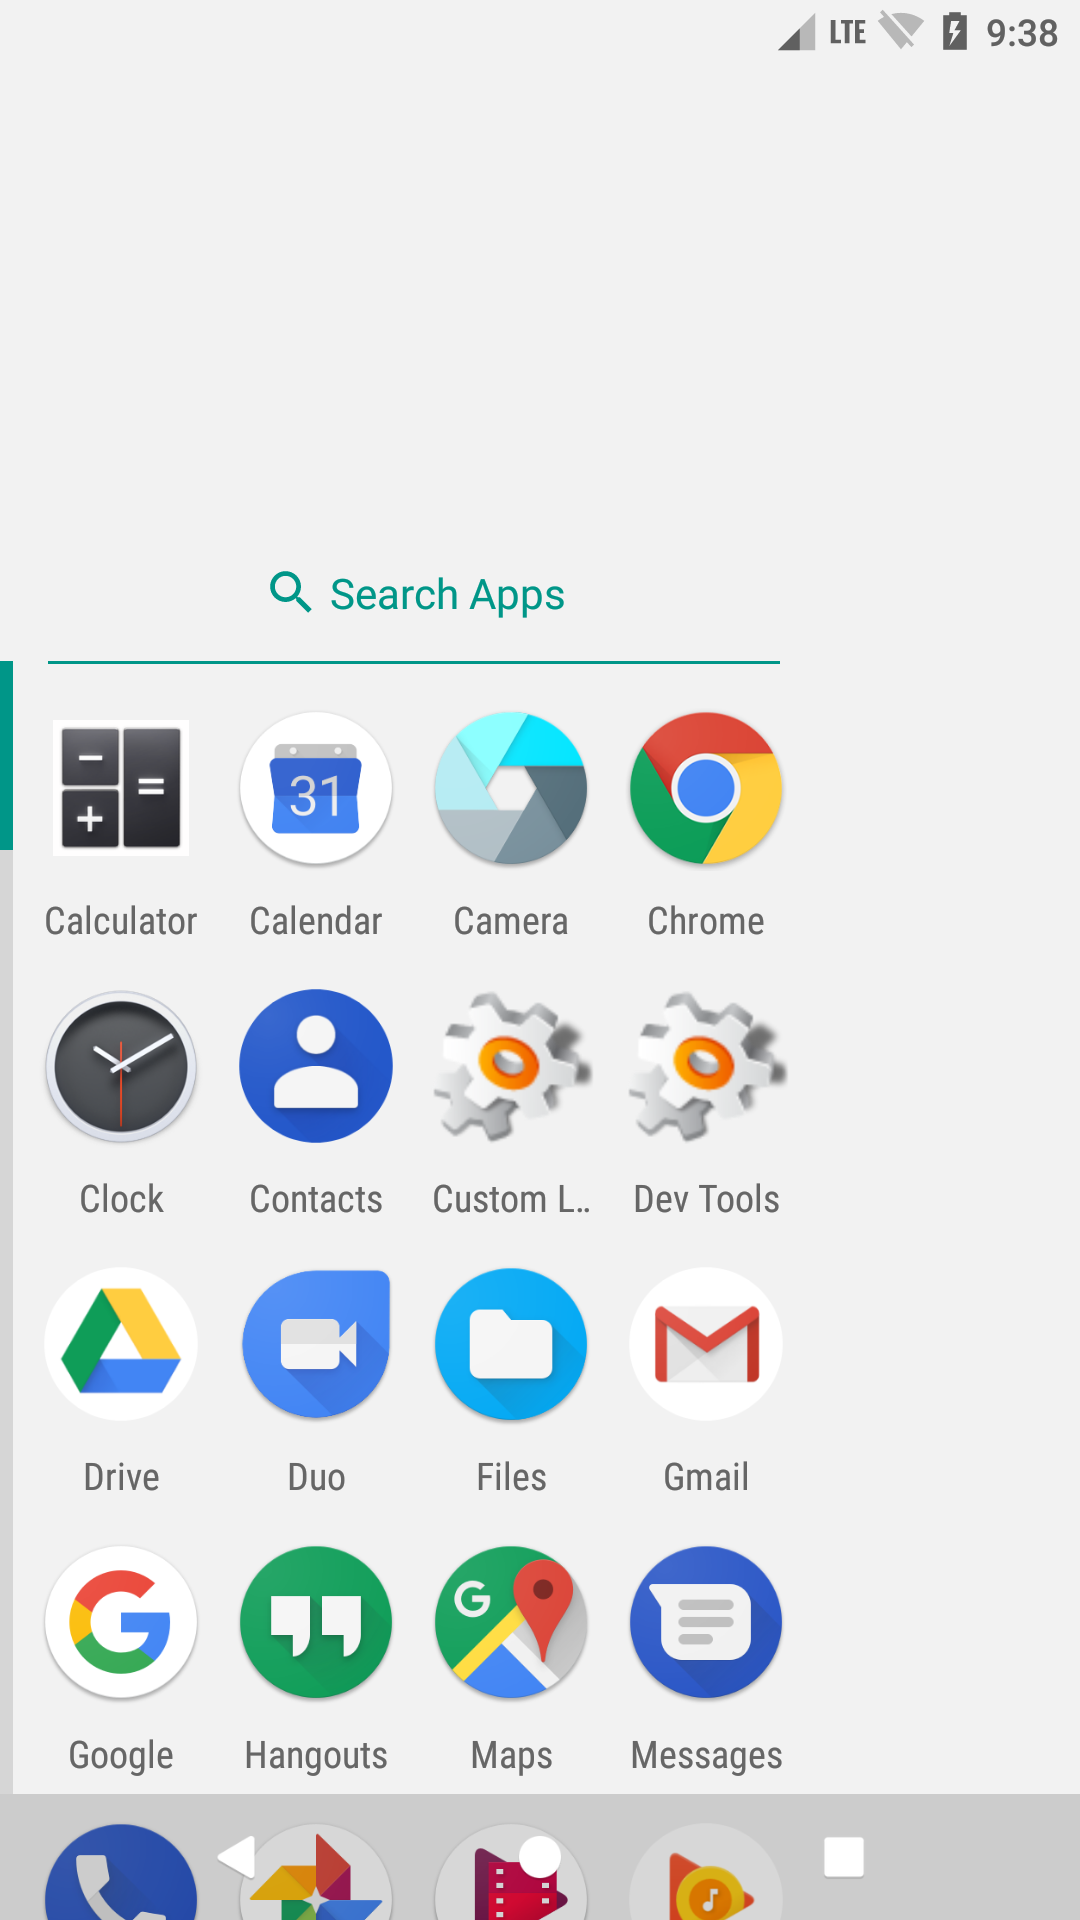 LTE 9:38
Search Apps
31
Calculator Calendar Camera Chrome
Clock Contacts Custom L… Dev Tools
Drive Duo Files Gmail
G
Google Hangouts Maps Messages